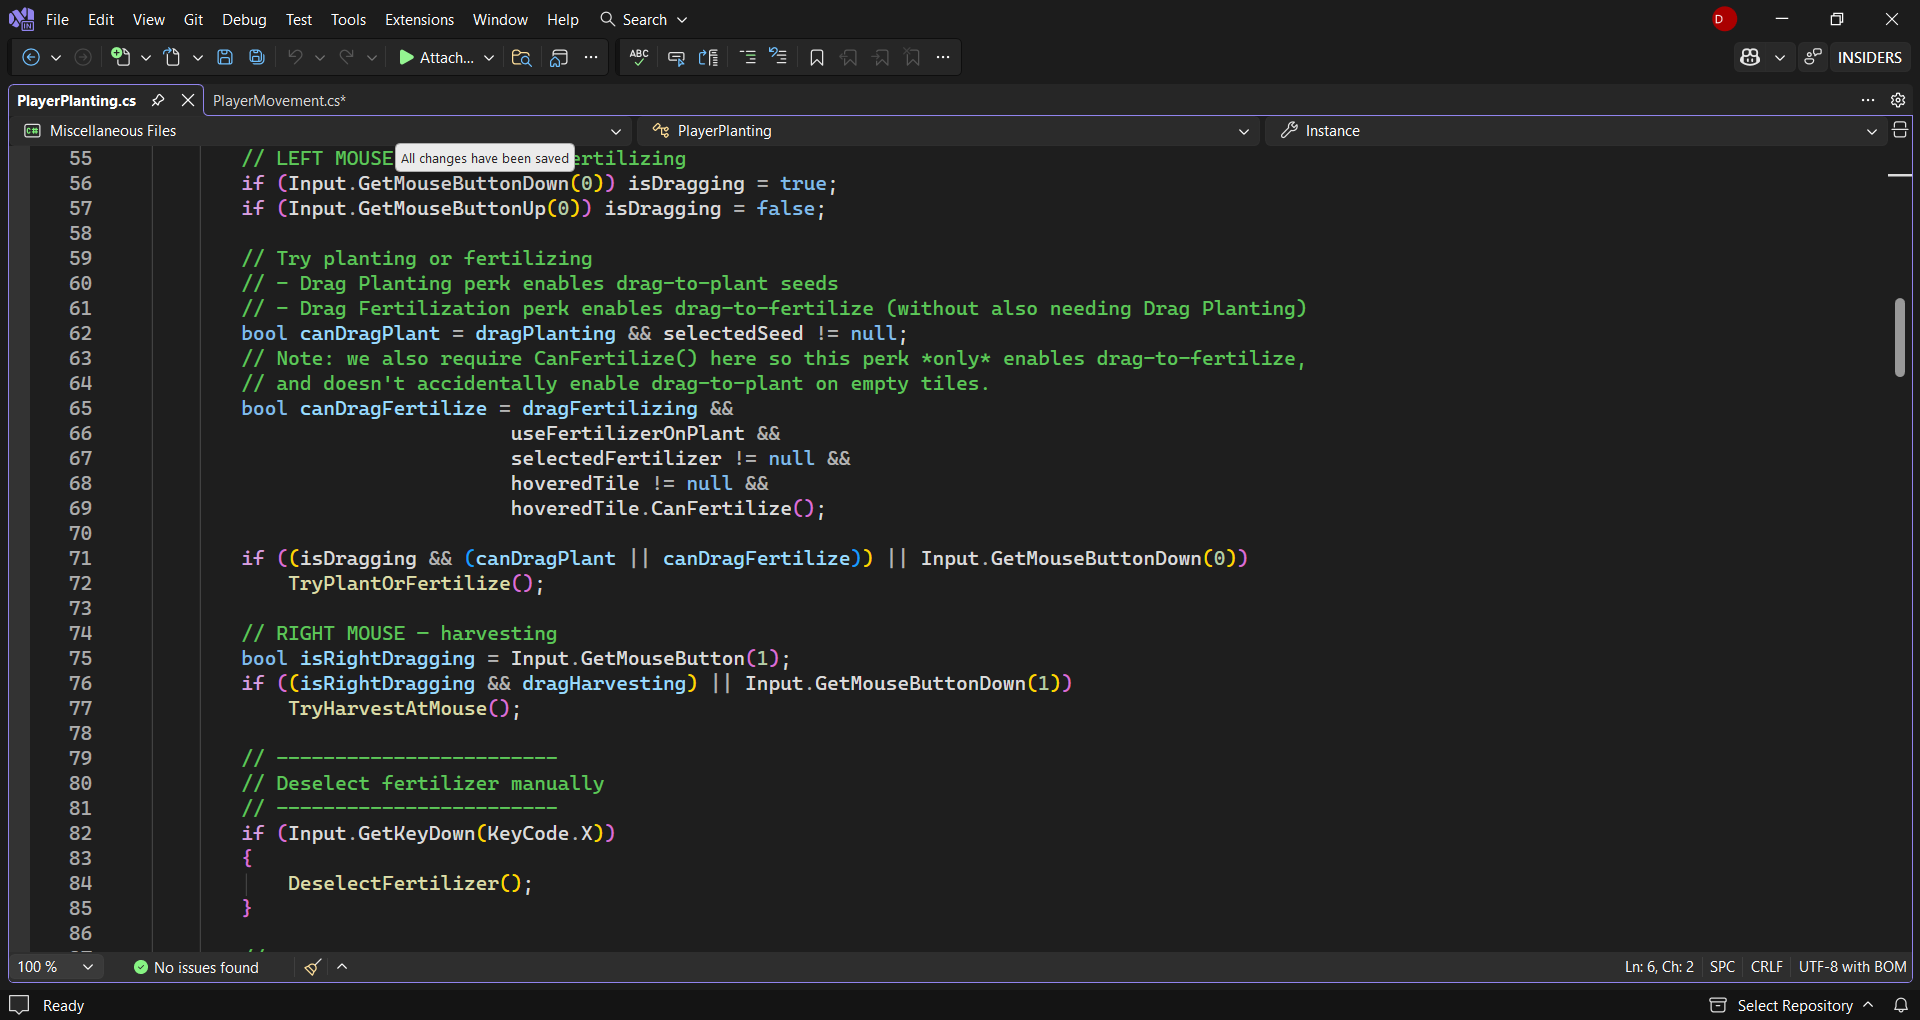 File Edit View Git Debug Test Tools Extensions Window Help Search D
Attach... ABC INSIDERS
PlayerPlanting.cs PlayerMovement.cs*
C# Miscellaneous Files PlayerPlanting Instance
55 // LEFT MOUSE All changes have been saved ertilizing
56 if (Input.GetMouseButtonDown(0)) isDragging = true;
57 if (Input.GetMouseButtonUp(0)) isDragging = false;
58
59 // Try planting or fertilizing
60 // - Drag Planting perk enables drag-to-plant seeds
61 // - Drag Fertilization perk enables drag-to-fertilize (without also needing Drag Planting)
62 bool canDragPlant = dragPlanting && selectedSeed != null;
63 // Note: we also require CanFertilize() here so this perk *only* enables drag-to-fertilize,
64 // and doesn't accidentally enable drag-to-plant on empty tiles.
65 bool canDragFertilize = dragFertilizing &&
66 useFertilizerOnPlant &&
67 selectedFertilizer != null &&
68 hoveredTile != null &&
69 hoveredTile.CanFertilize();
70
71 if ((isDragging && (canDragPlant || canDragFertilize)) || Input.GetMouseButtonDown(0))
72 TryPlantOrFertilize();
73
74 // RIGHT MOUSE - harvesting
75 bool isRightDragging = Input.GetMouseButton(1);
76 if ((isRightDragging && dragHarvesting) || Input.GetMouseButtonDown(1))
77 TryHarvestAtMouse();
78
79 // ------------------------
80 // Deselect fertilizer manually
81 // ------------------------
82 if (Input.GetKeyDown(KeyCode.X))
83 {
84 DeselectFertilizer();
85 }
86
100 % No issues found Ln: 6, Ch: 2 SPC CRLF UTF-8 with BOM
Ready Select Repository